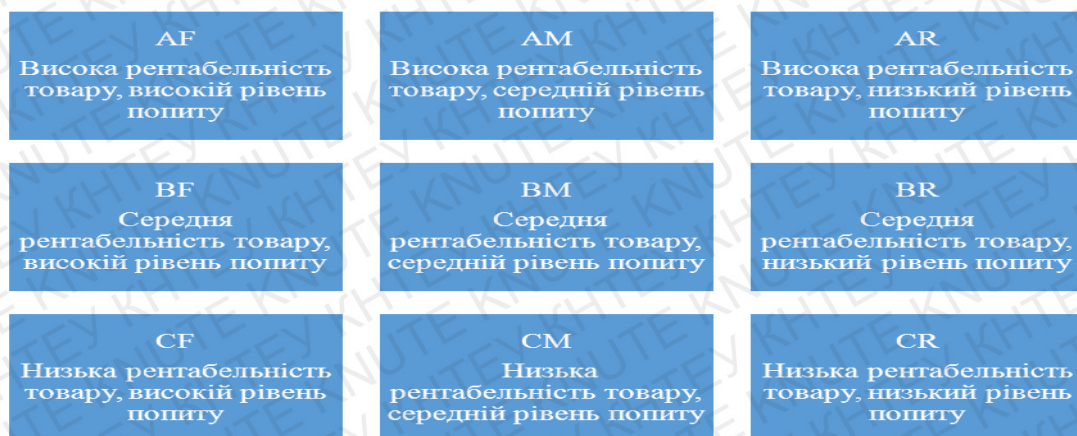 AF
Висока рентабельність
товару, високій рівень
попиту
AM
Висока рентабельність
товару, середній рівень
попиту
AR
Висока рентабельність
товару, низький рівень
попиту
BF
Середня
рентабельність товару,
високій рівень попиту
BM
Середня
рентабельність товару,
середній рівень попиту
BR
Середня
рентабельність товару,
низький рівень попиту
CF
Низька рентабельність
товару, високій рівень
попиту
CM
Низька
рентабельність товару,
середній рівень попиту
CR
Низька рентабельність
товару, низький рівень
попиту